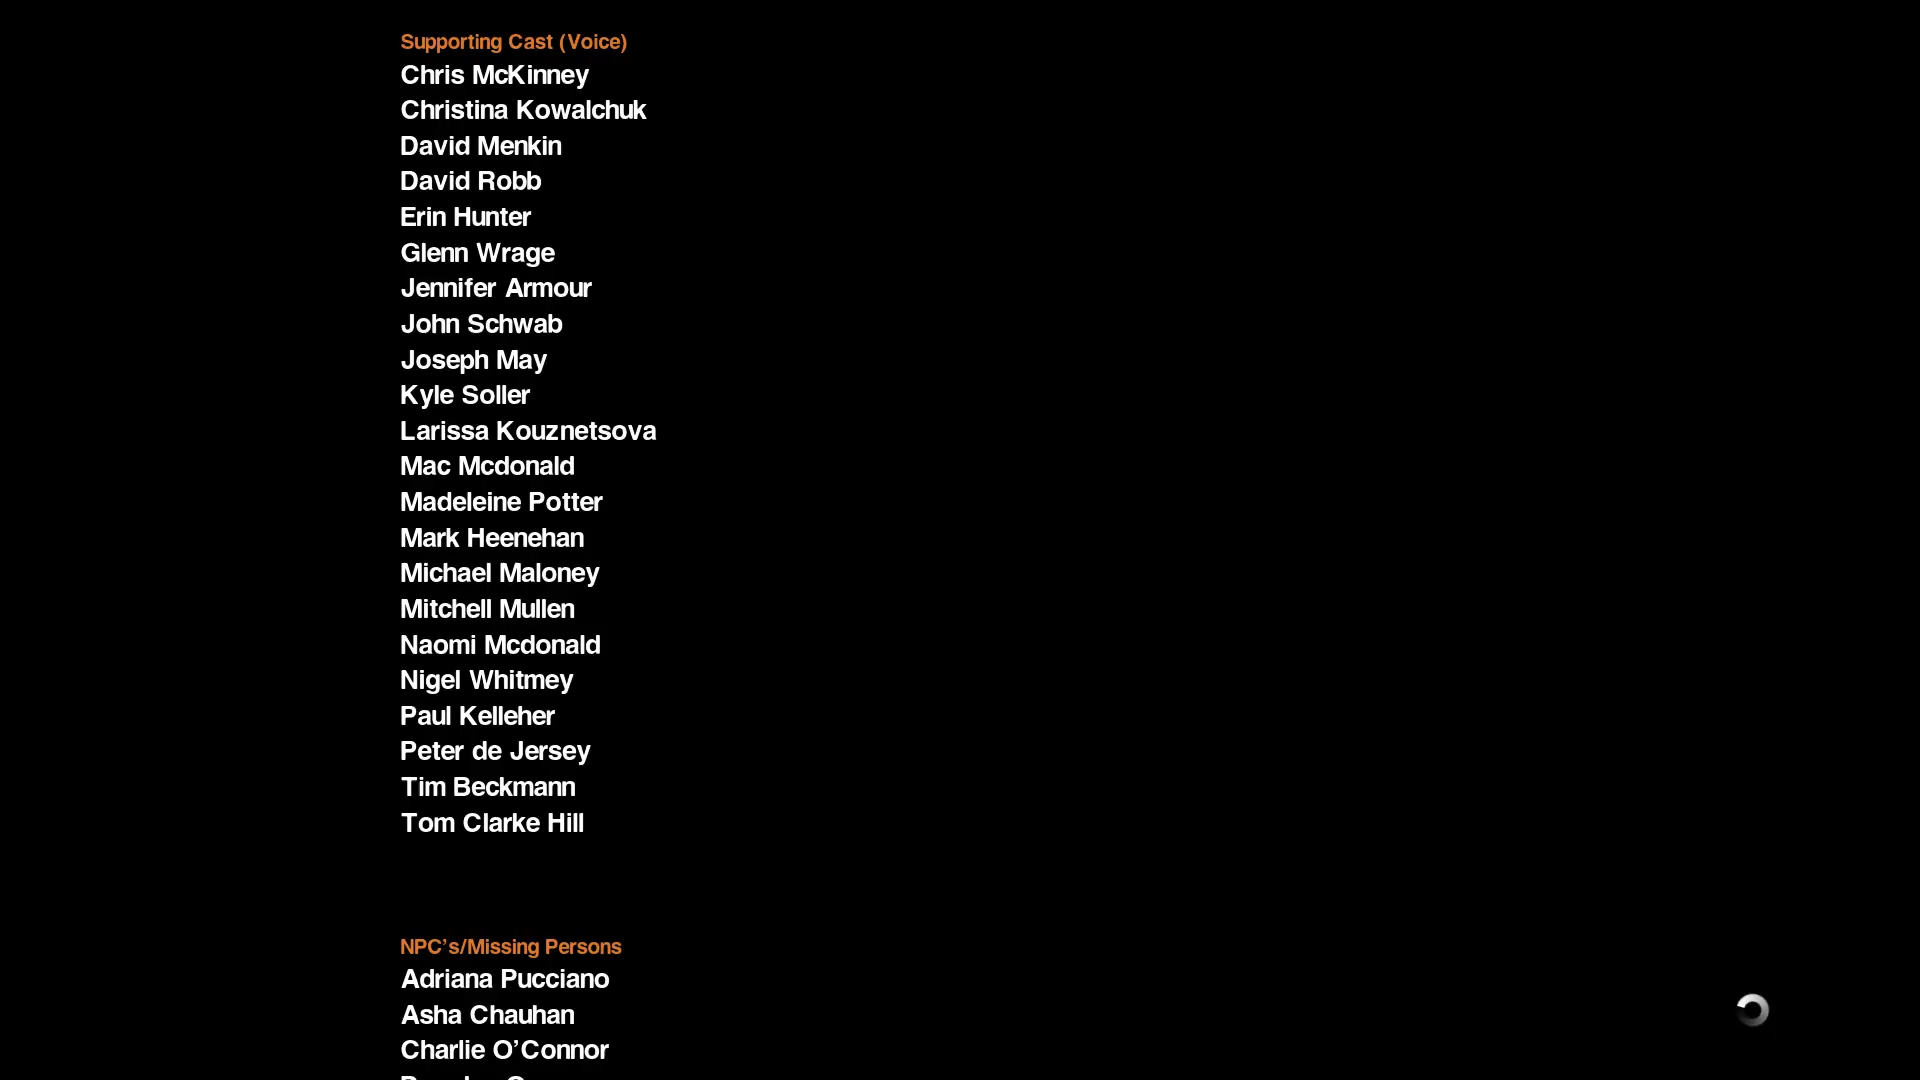 Supporting Cast (Voice)
Chris McKinney
Christina Kowalchuk
David Menkin
David Robb
Erin Hunter
Glenn Wrage
Jennifer Armour
John Schwab
Joseph May
Kyle Soller
Larissa Kouznetsova
Mac Mcdonald
Madeleine Potter
Mark Heenehan
Michael Maloney
Mitchell Mullen
Naomi Mcdonald
Nigel Whitmey
Paul Kelleher
Peter de Jersey
Tim Beckmann
Tom Clarke Hill
NPC’s/Missing Persons
Adriana Pucciano
Asha Chauhan
Charlie O’Connor